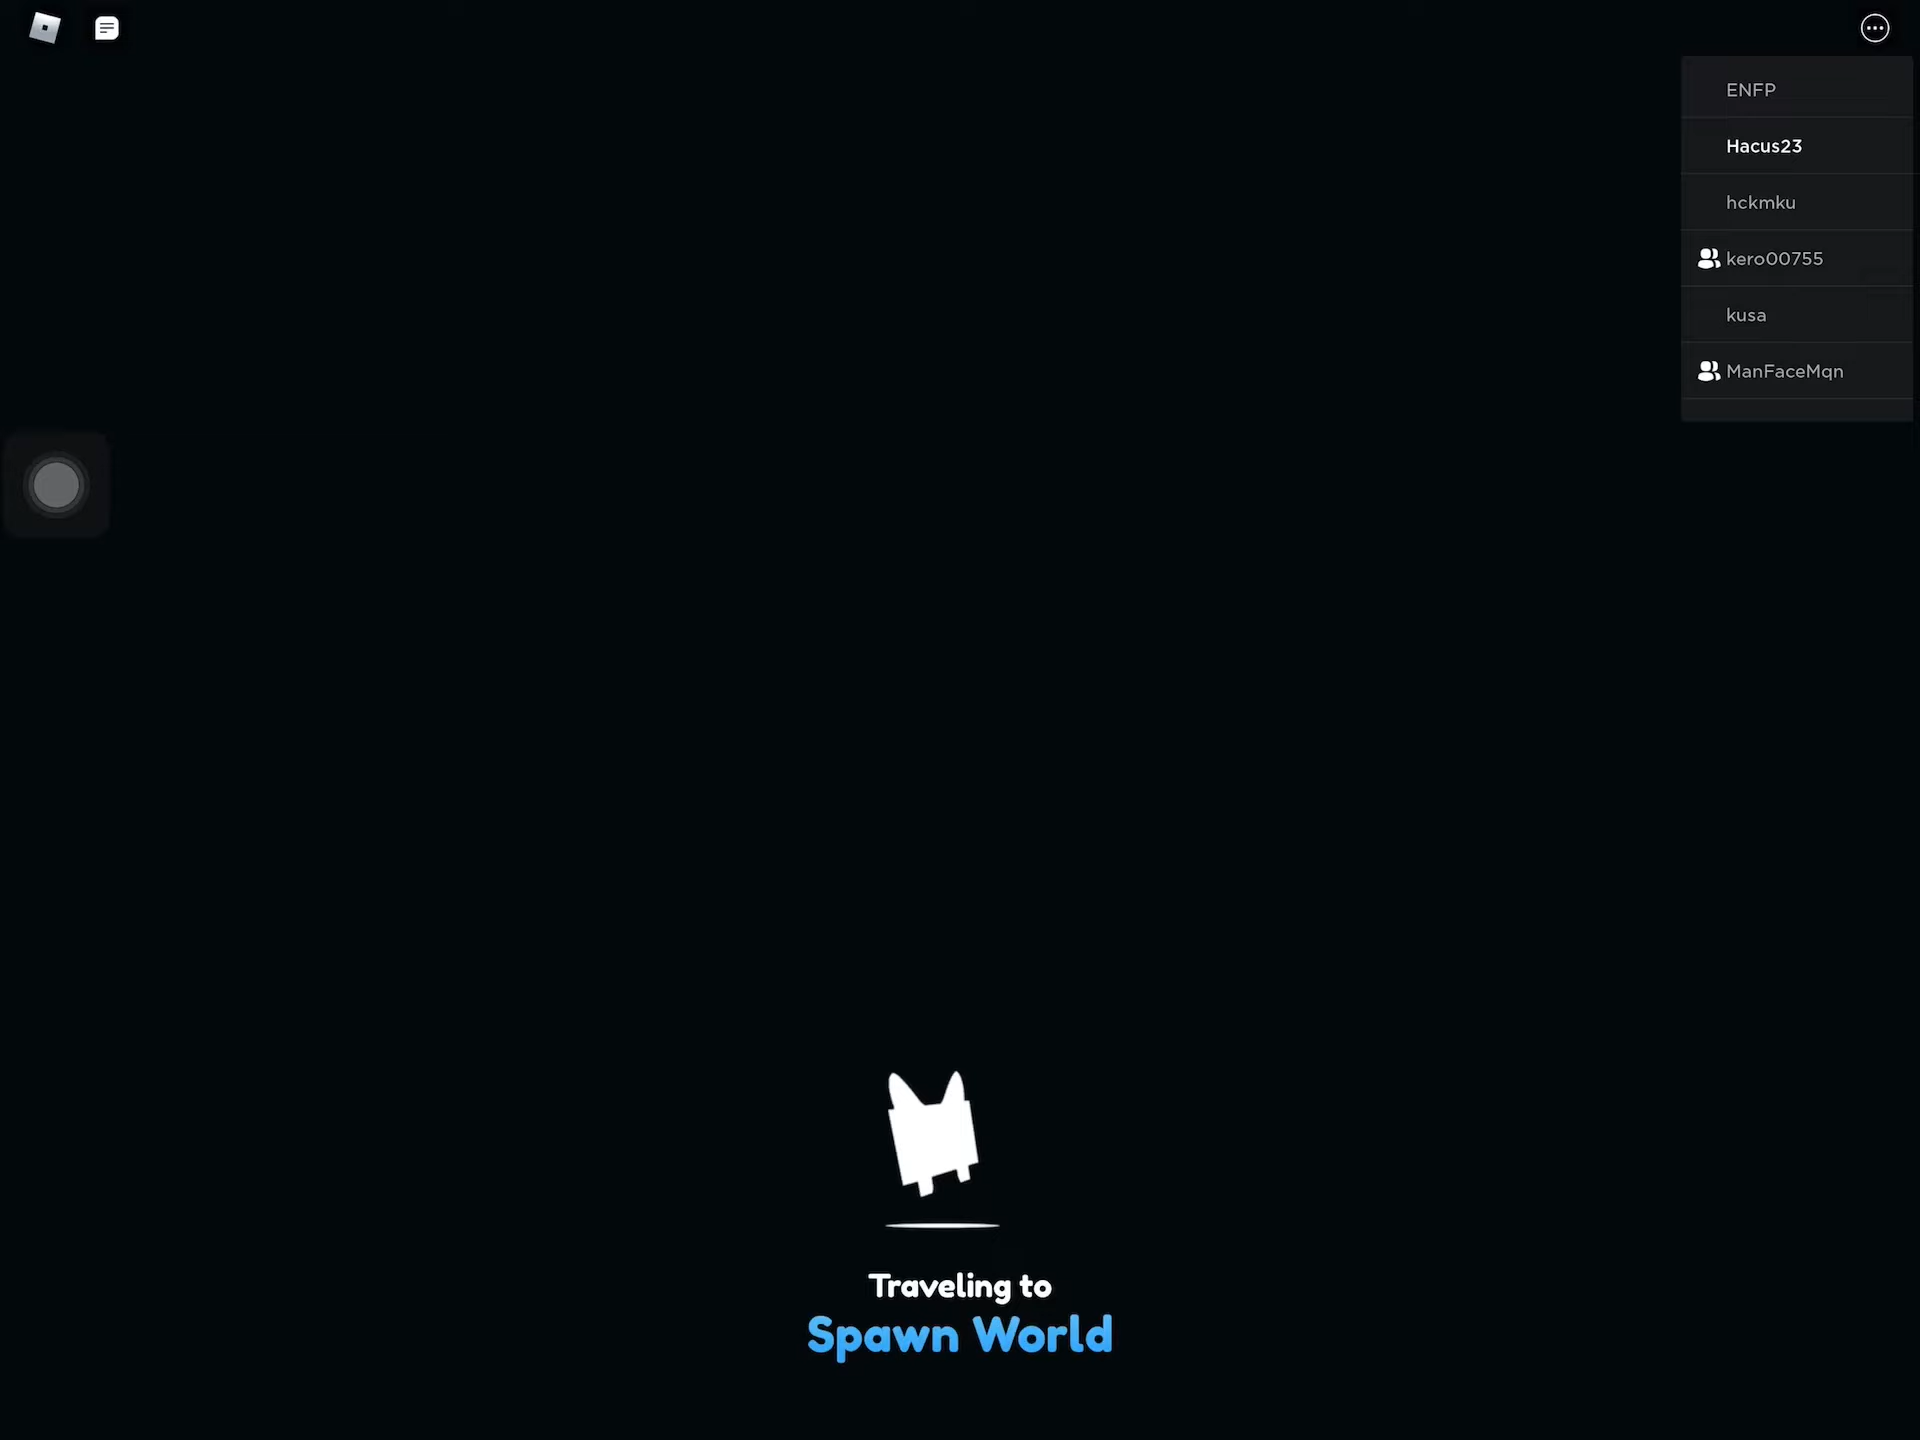 ENFP
Hacus23
hckmku
kero00755
kusa
ManFaceMqn
Traveling to
Spawn World